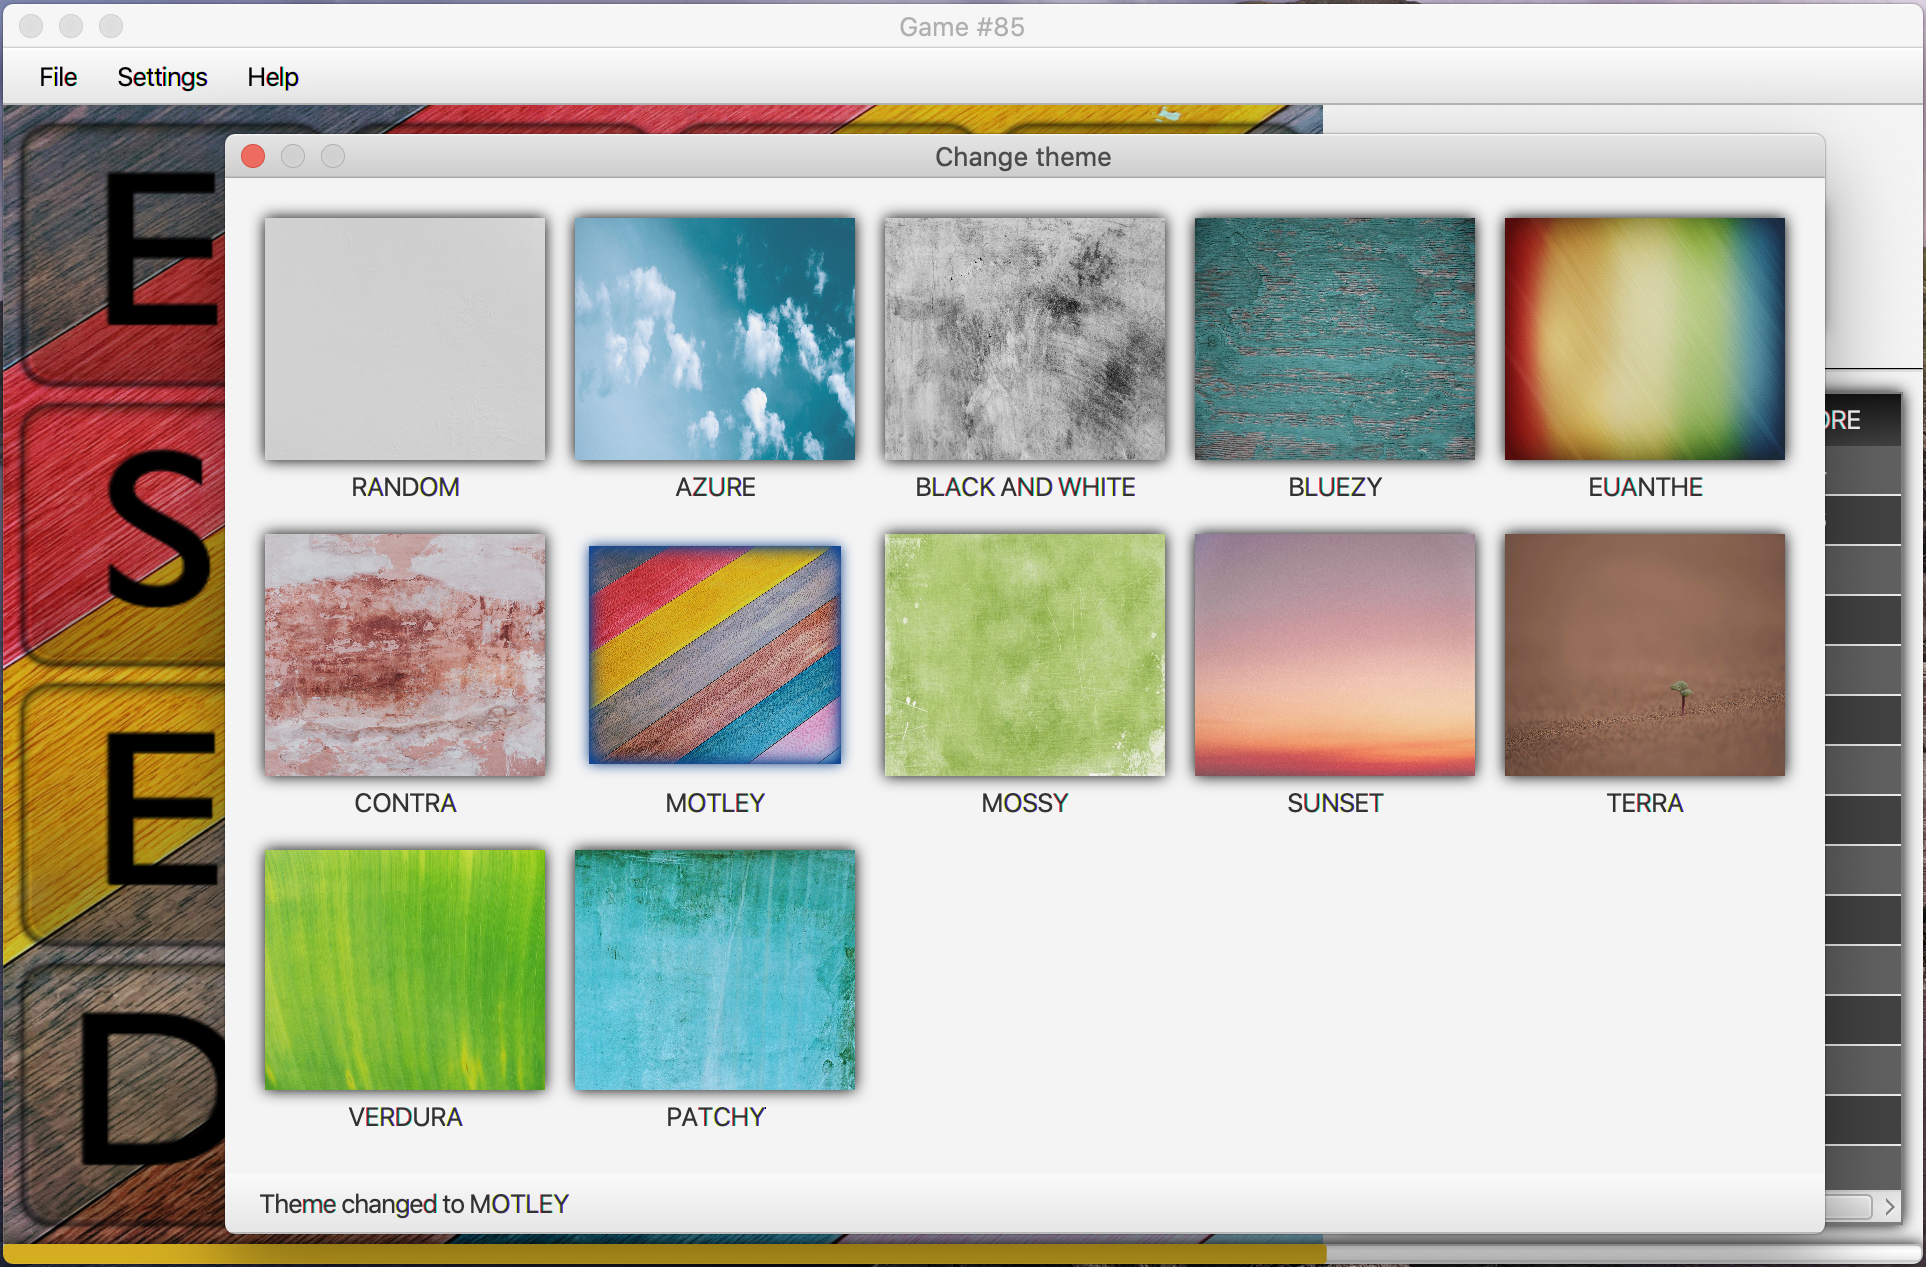 Game #85
File Settings Help
Change theme
E
RANDOM AZURE BLACK AND WHITE BLUEZY EUANTHE
S
CONTRA MOTLEY MOSSY SUNSET TERRA
E
D
VERDURA PATCHY
Theme changed to MOTLEY